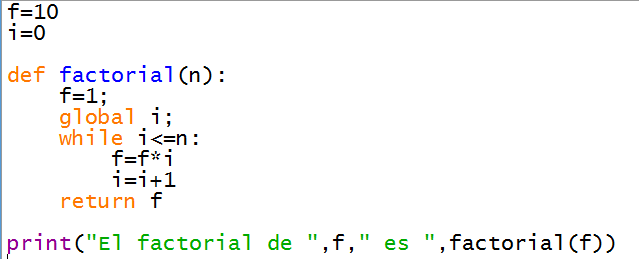 f=10
i=0
def factorial(n):
f=1;
global i;
while i<=n:
f=f*i
i=i+1
return f
print("El factorial de ",f," es ",factorial(f))